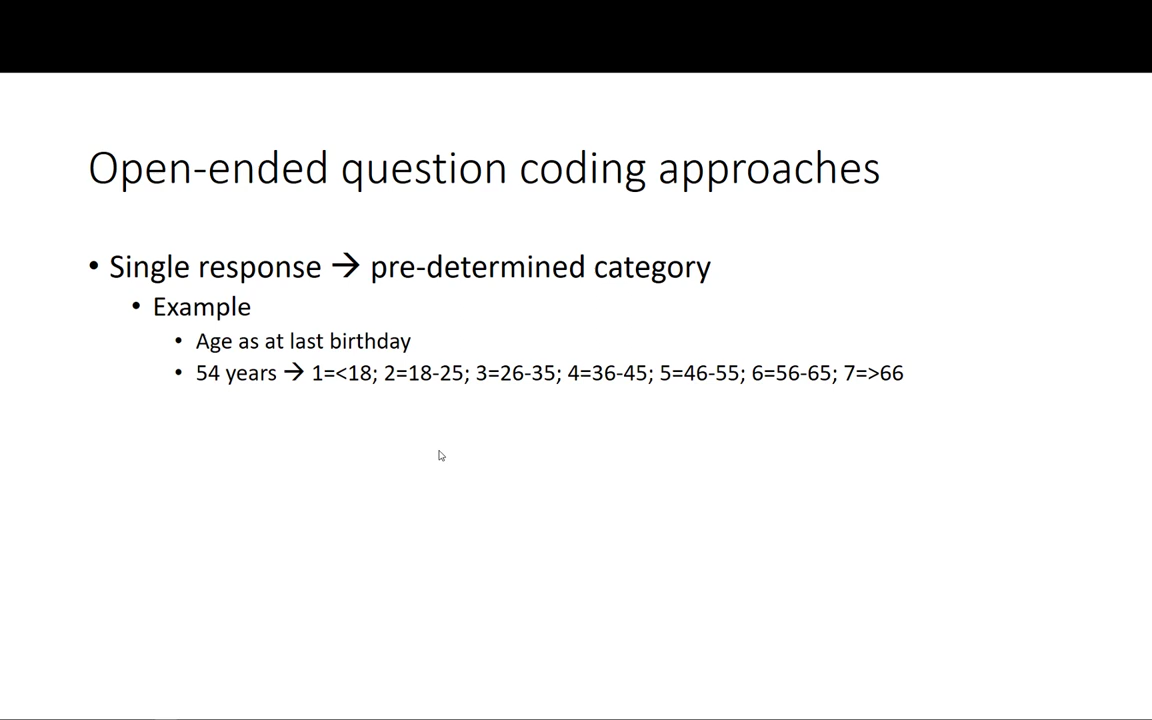 Open-ended question coding approaches
• Single response → pre-determined category
• Example
• Age as at last birthday
• 54 years → 1=<18; 2=18-25; 3=26-35; 4=36-45; 5=46-55; 6=56-65; 7=>66